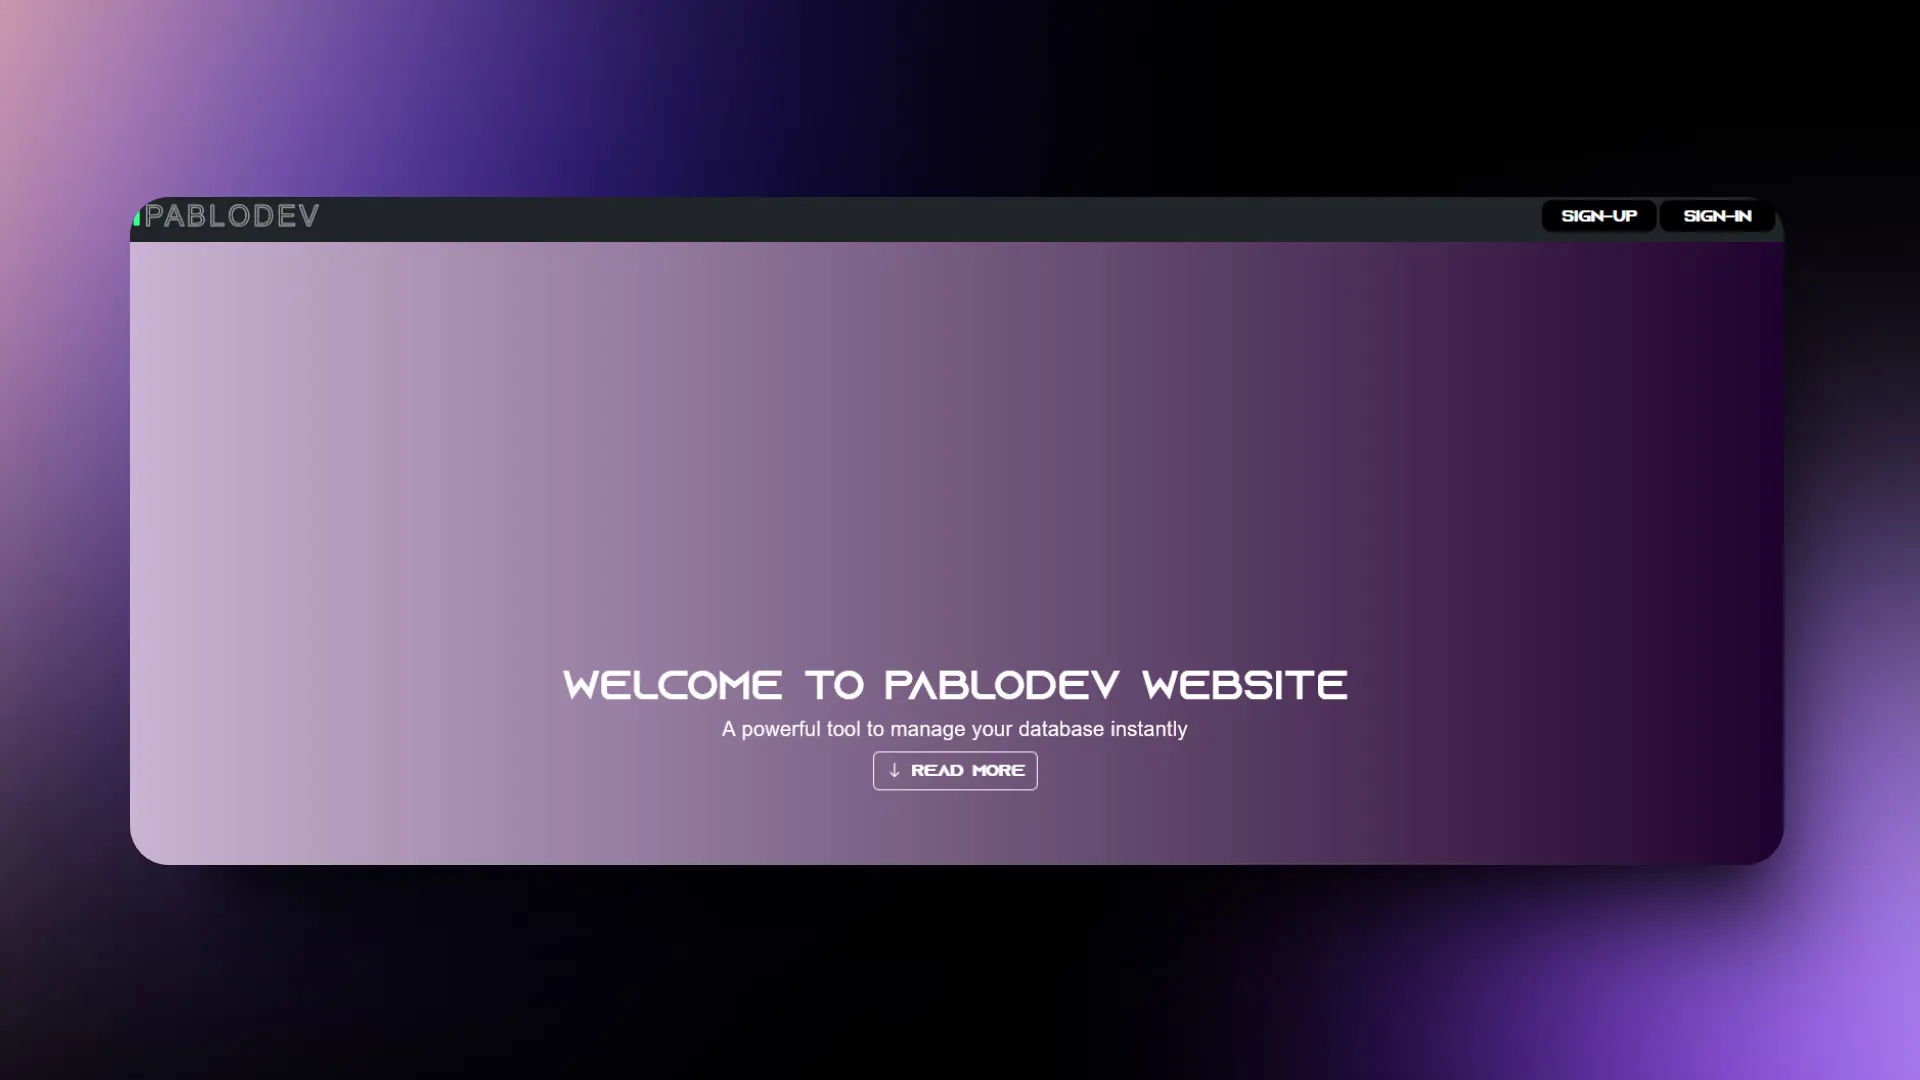 PABLODEV
SIGN-UP SIGN-IN
WELCOME TO PABLODEV WEBSITE
A powerful tool to manage your database instantly
↓ READ MORE